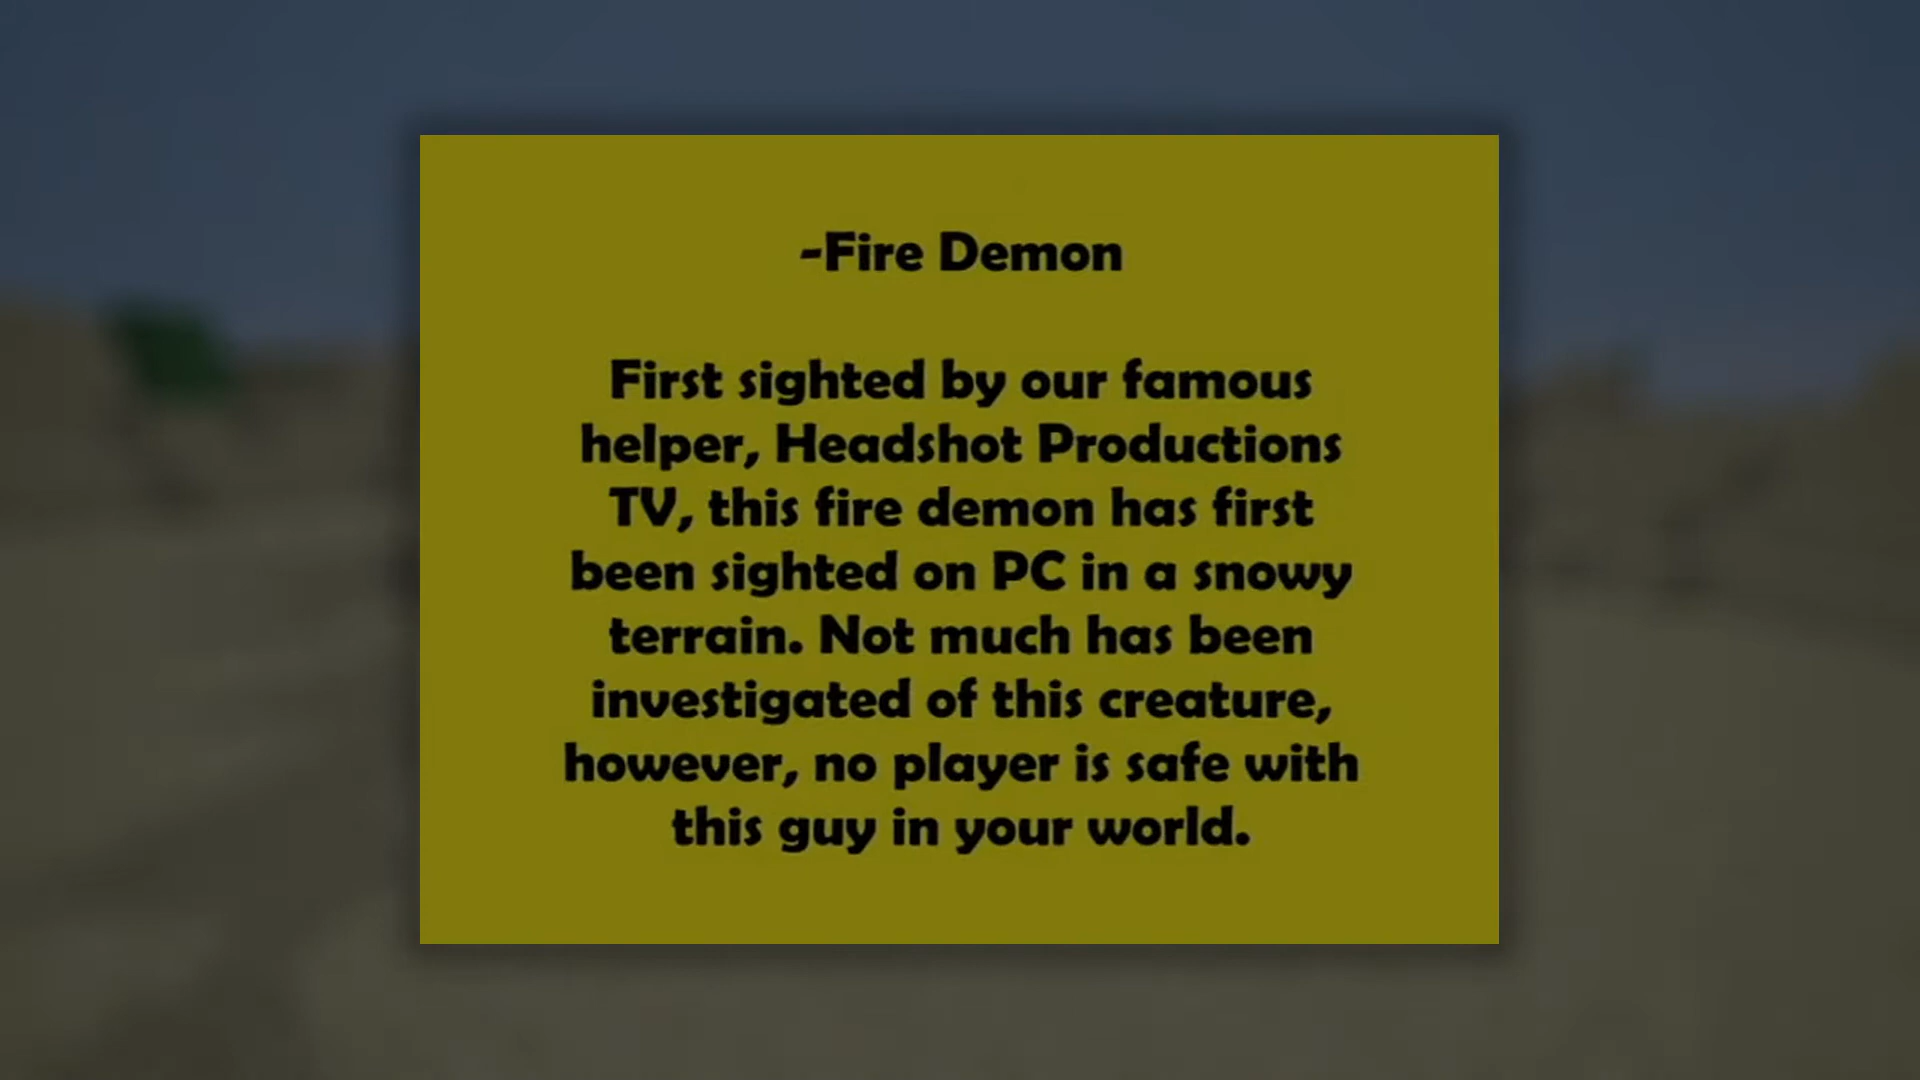 -Fire Demon
First sighted by our famous
helper, Headshot Productions
TV, this fire demon has first
been sighted on PC in a snowy
terrain. Not much has been
investigated of this creature,
however, no player is safe with
this guy in your world.